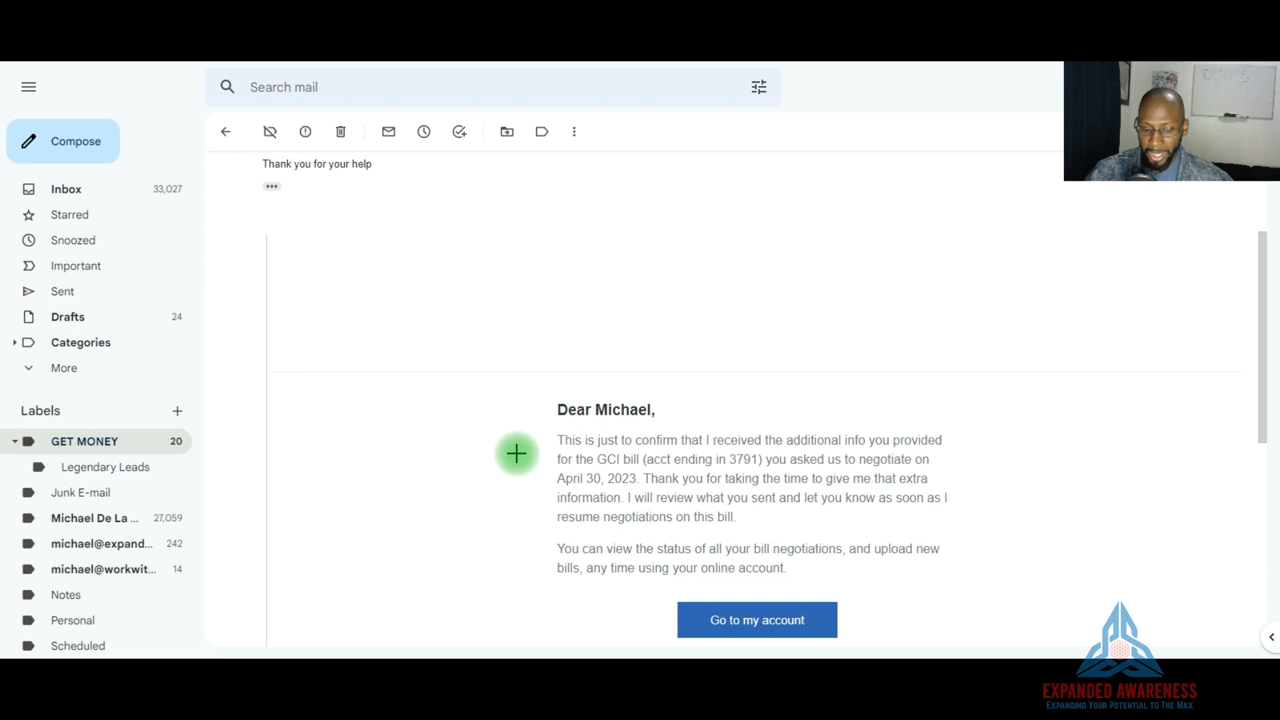 Search mail
Compose
Thank you for your help
Inbox 33,027
Starred
Snoozed
Important
Sent
Drafts 24
Categories
More
Labels
GET MONEY 20
Legendary Leads
Junk E-mail
Michael De La ... 27,059
michael@expand... 242
michael@workwit... 14
Notes
Personal
Scheduled
Dear Michael,
This is just to confirm that I received the additional info you provided
for the GCI bill (acct ending in 3791) you asked us to negotiate on
April 30, 2023. Thank you for taking the time to give me that extra
information. I will review what you sent and let you know as soon as I
resume negotiations on this bill.
You can view the status of all your bill negotiations, and upload new
bills, any time using your online account.
Go to my account
EXPANDED AWARENESS
EXPANDING YOUR POTENTIAL TO THE MAX